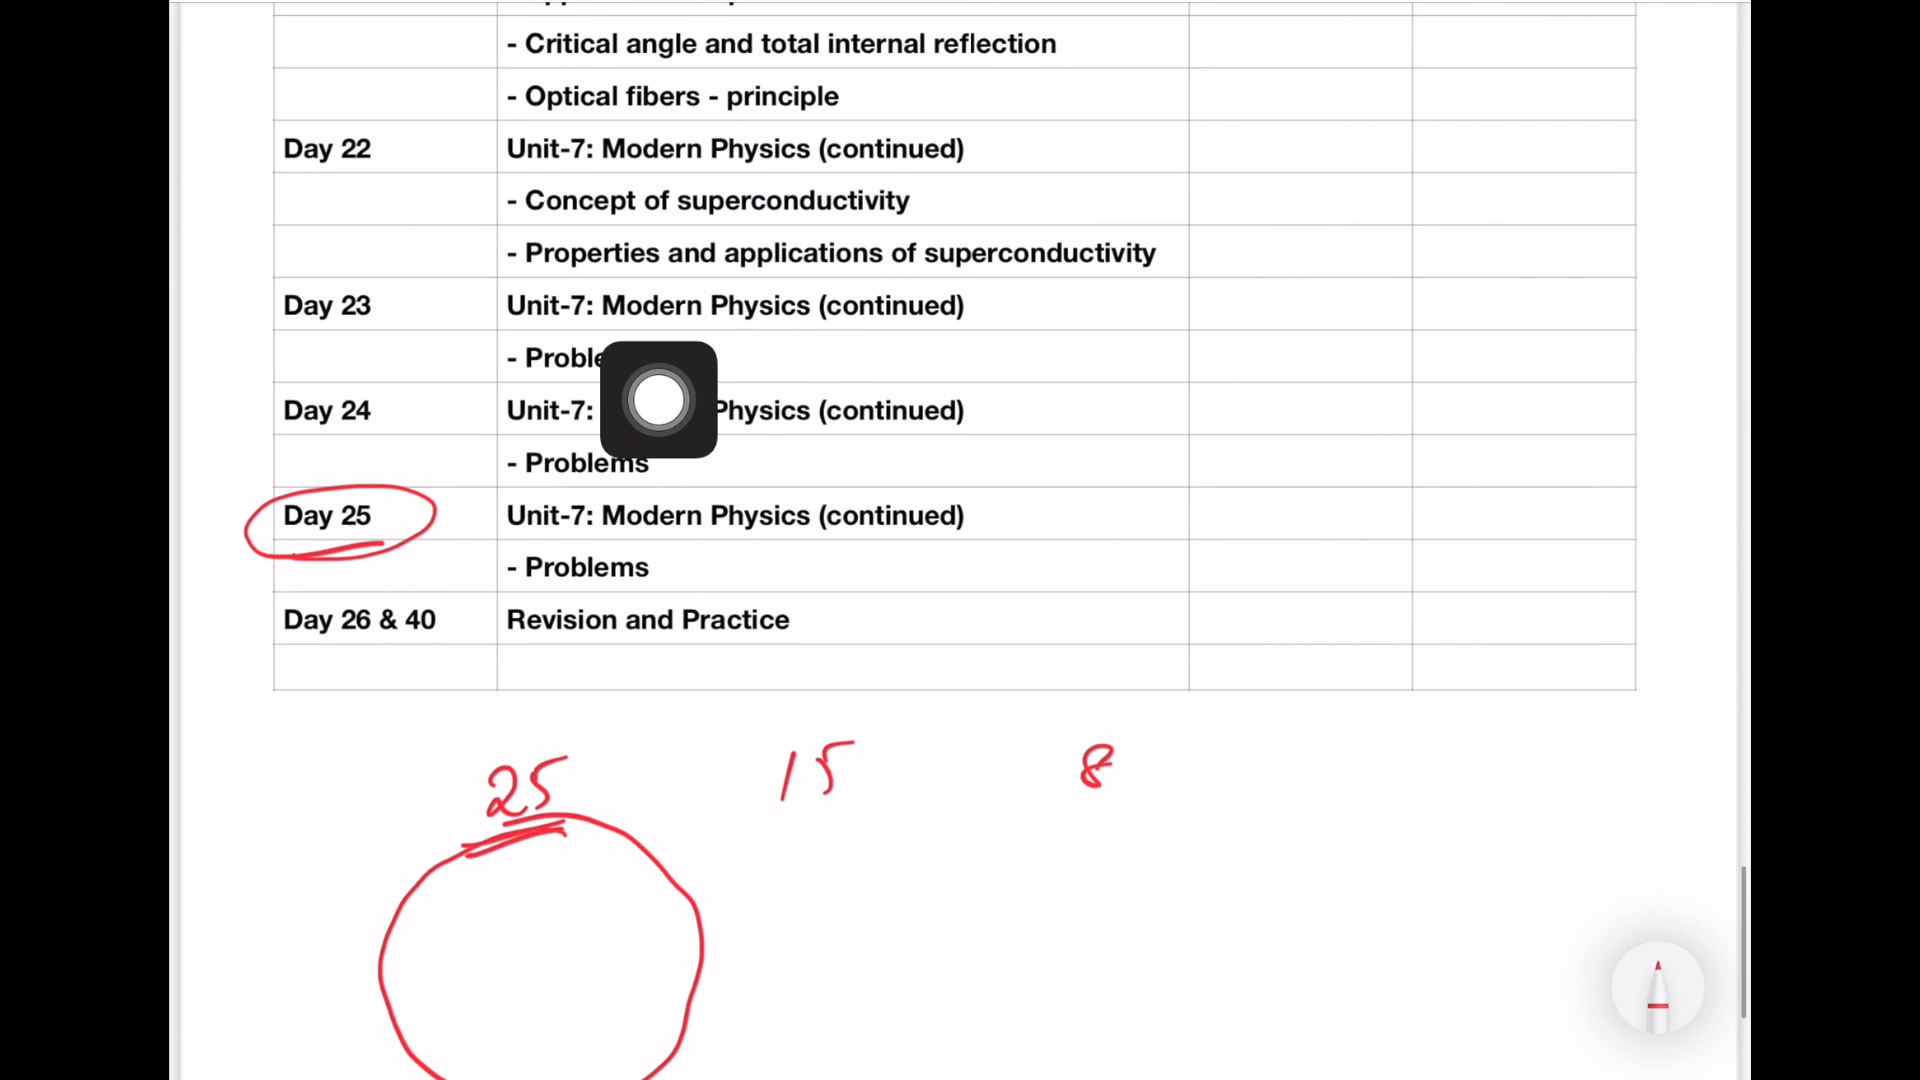 - Critical angle and total internal reflection
- Optical fibers - principle
Day 22 Unit-7: Modern Physics (continued)
- Concept of superconductivity
- Properties and applications of superconductivity
Day 23 Unit-7: Modern Physics (continued)
-
Day 24 Unit-7: Physics (continued)
- Problems
Day 25 Unit-7: Modern Physics (continued)
- Problems
Day 26 & 40 Revision and Practice
25 15 8